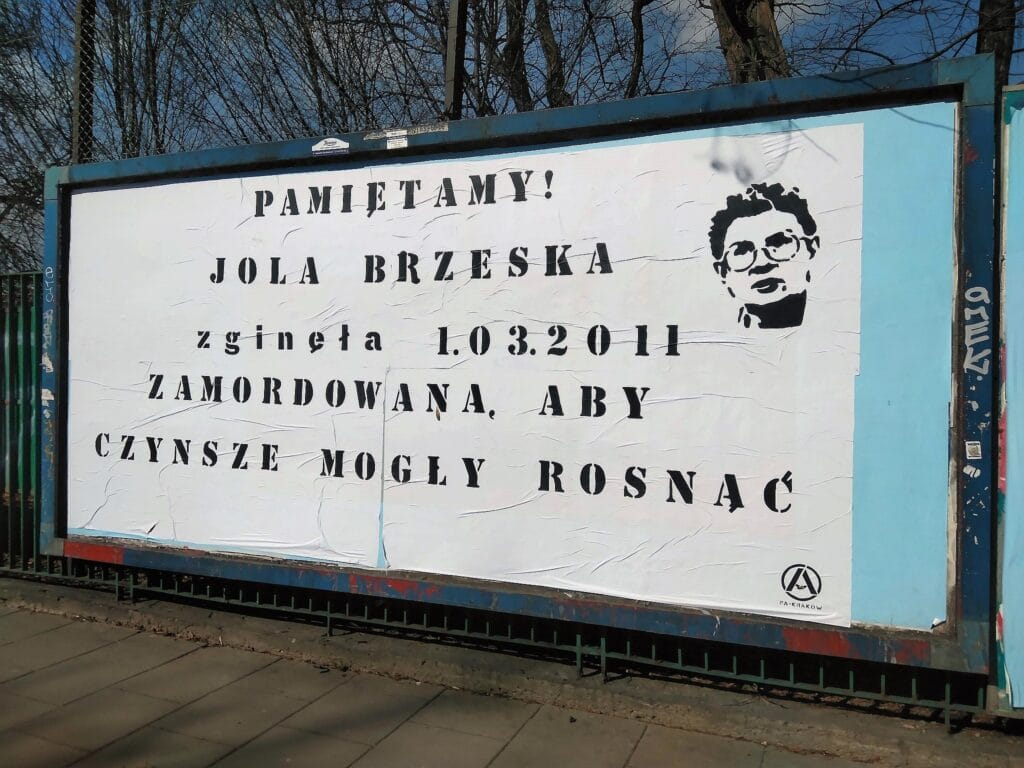 PAMIĘTAMY!
JOLA BRZESKA
zginęła 1.03.2011
ZAMORDOWANA, ABY
CZYNSZE MOGŁY ROSNĄĆ
FA-KRAKÓW